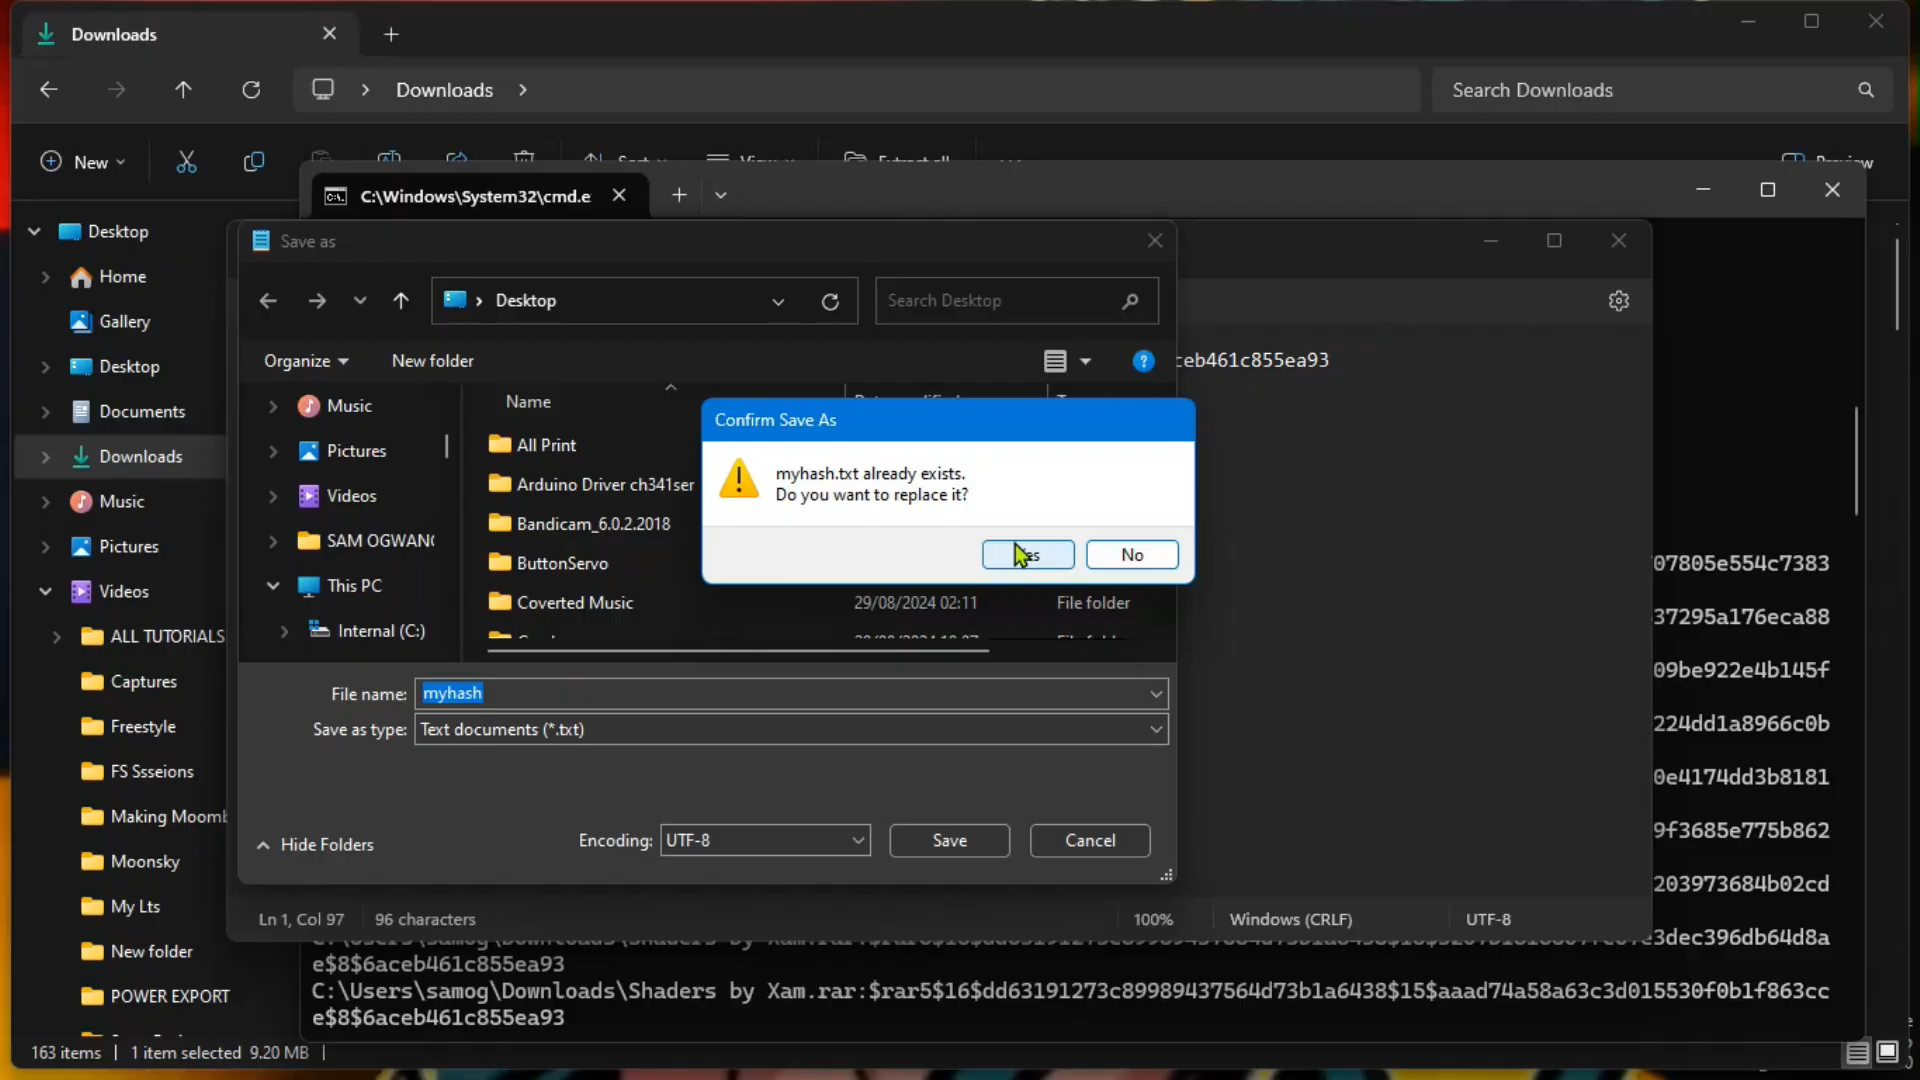 Downloads
Downloads
Search Downloads
New
C:\Windows\System32\cmd.e
Desktop
Home
Gallery
Desktop
Documents
Downloads
Music
Pictures
Videos
ALL TUTORIALS
Captures
Freestyle
FS Ssseions
Making Moomb
Moonsky
My Lts
New folder
POWER EXPORT
163 items
1 item selected 9.20 MB
Save as
Desktop
Search Desktop
Organize
New folder
Music
Pictures
Videos
SAM OGWANG
This PC
Internal (C:)
Name
All Print
Arduino Driver ch341ser
Bandicam_6.0.2.2018
ButtonServo
Coverted Music 29/08/2024 02:11 File folder
Confirm Save As
myhash.txt already exists.
Do you want to replace it?
Yes
No
File name: myhash
Save as type: Text documents (*.txt)
Hide Folders
Encoding: UTF-8
Save
Cancel
ceb461c855ea93
Ln 1, Col 97
96 characters
100%
Windows (CRLF)
UTF-8
07805e554c7383
37295a176eca88
09be922e4b145f
224dd1a8966c0b
0e4174dd3b8181
9f3685e775b862
203973684b02cd
e3dec396db64d8a
e$8$6aceb461c855ea93
C:\Users\samog\Downloads\Shaders by Xam.rar:$rar5$16$dd63191273c89989437564d73b1a6438$15$aaad74a58a63c3d015530f0b1f863cc
e$8$6aceb461c855ea93